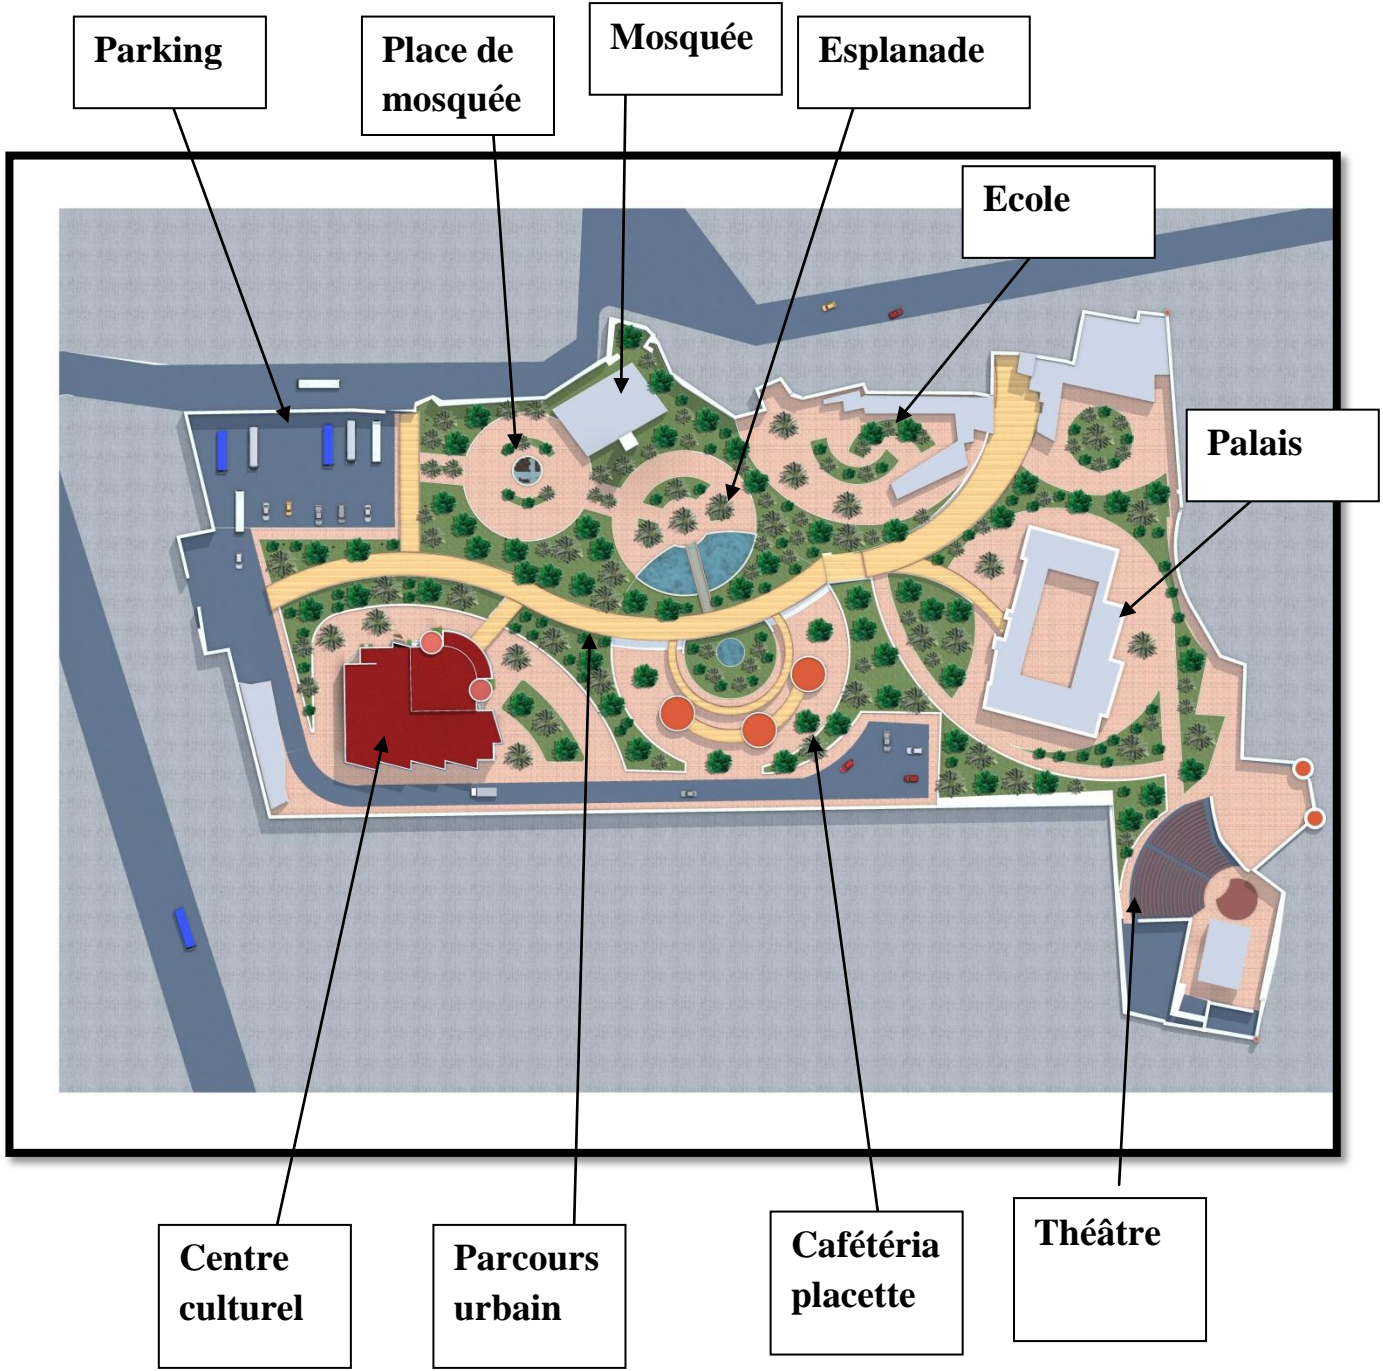 Parking
Place de
mosquée
Mosquée
Esplanade
Ecole
Palais
Centre
culturel
Parcours
urbain
Cafétéria
placette
Théâtre